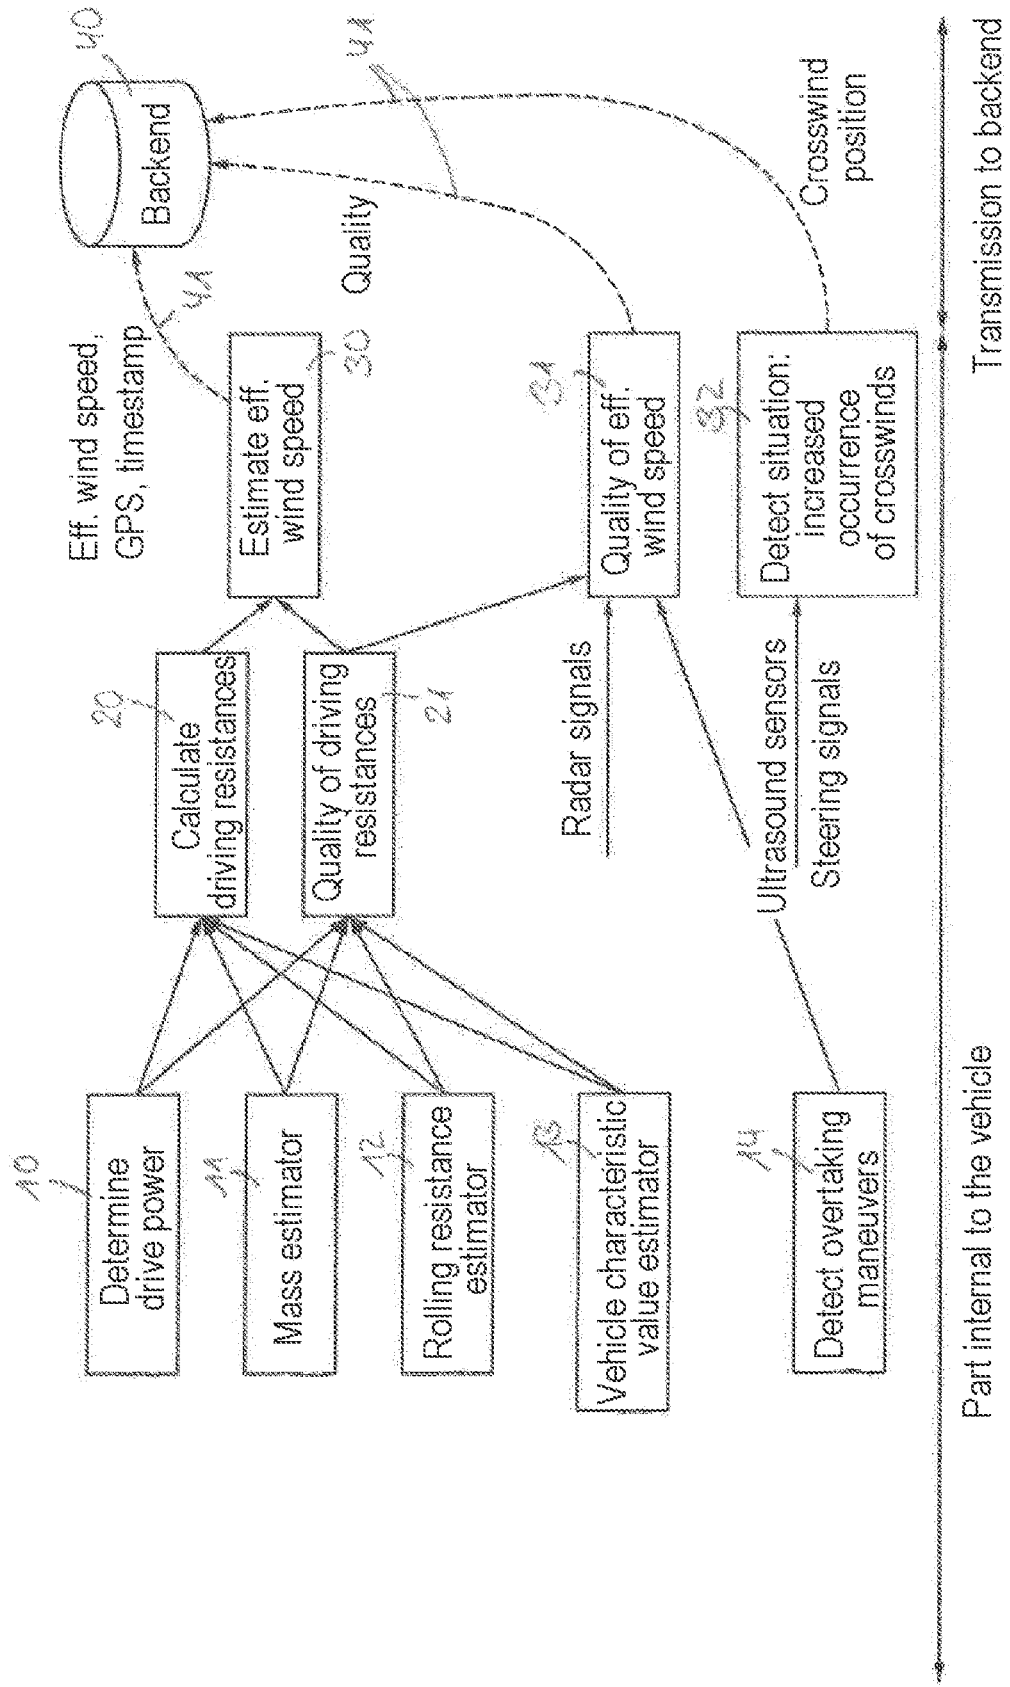 10
Determine
drive power
11
Mass estimator
12
Rolling resistance
estimator
13
Vehicle characteristic
value estimator
14
Detect overtaking
maneuvers
20
Calculate
driving resistances
Quality of driving
resistances
21
Radar signals
Ultrasound sensors
Steering signals
Eff. wind speed,
GPS, timestamp
41
Estimate eff.
wind speed
30
31
Quality of eff.
wind speed
32
Detect situation:
increased
occurrence
of crosswinds
40
Backend
Quality
41
Crosswind
position
Part internal to the vehicle
Transmission to backend